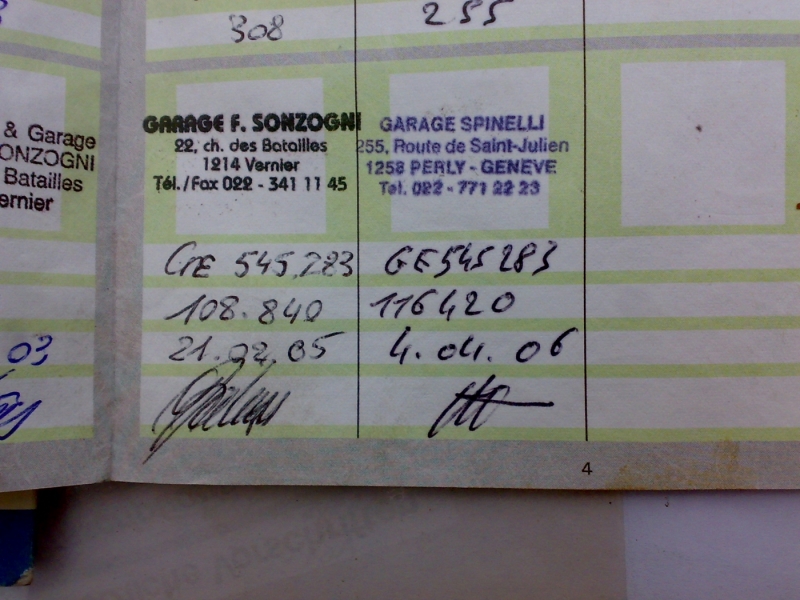 308
255
& Garage
ONZOGNI
Batailles
ernier
03
GARAGE F. SONZOGNI
22, ch. des Batailles
1214 Vernier
Tél./Fax 022 - 341 11 45
GE 545.283
108.840
21.02.05
GARAGE SPINELLI
255, Route de Saint-Julien
1258 PERLY - GENEVE
Tel. 022 - 771 22 23
GE 545283
116420
4.04.06
4